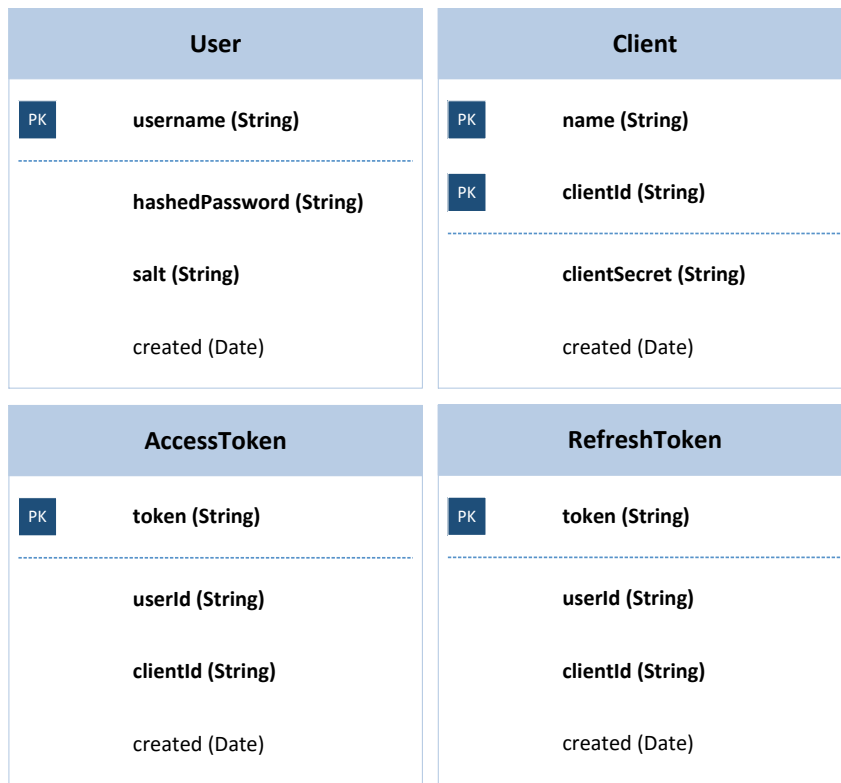 User
PK username (String)
hashedPassword (String)
salt (String)
created (Date)
Client
PK name (String)
PK clientId (String)
clientSecret (String)
created (Date)
AccessToken
PK token (String)
userId (String)
clientId (String)
created (Date)
RefreshToken
PK token (String)
userId (String)
clientId (String)
created (Date)